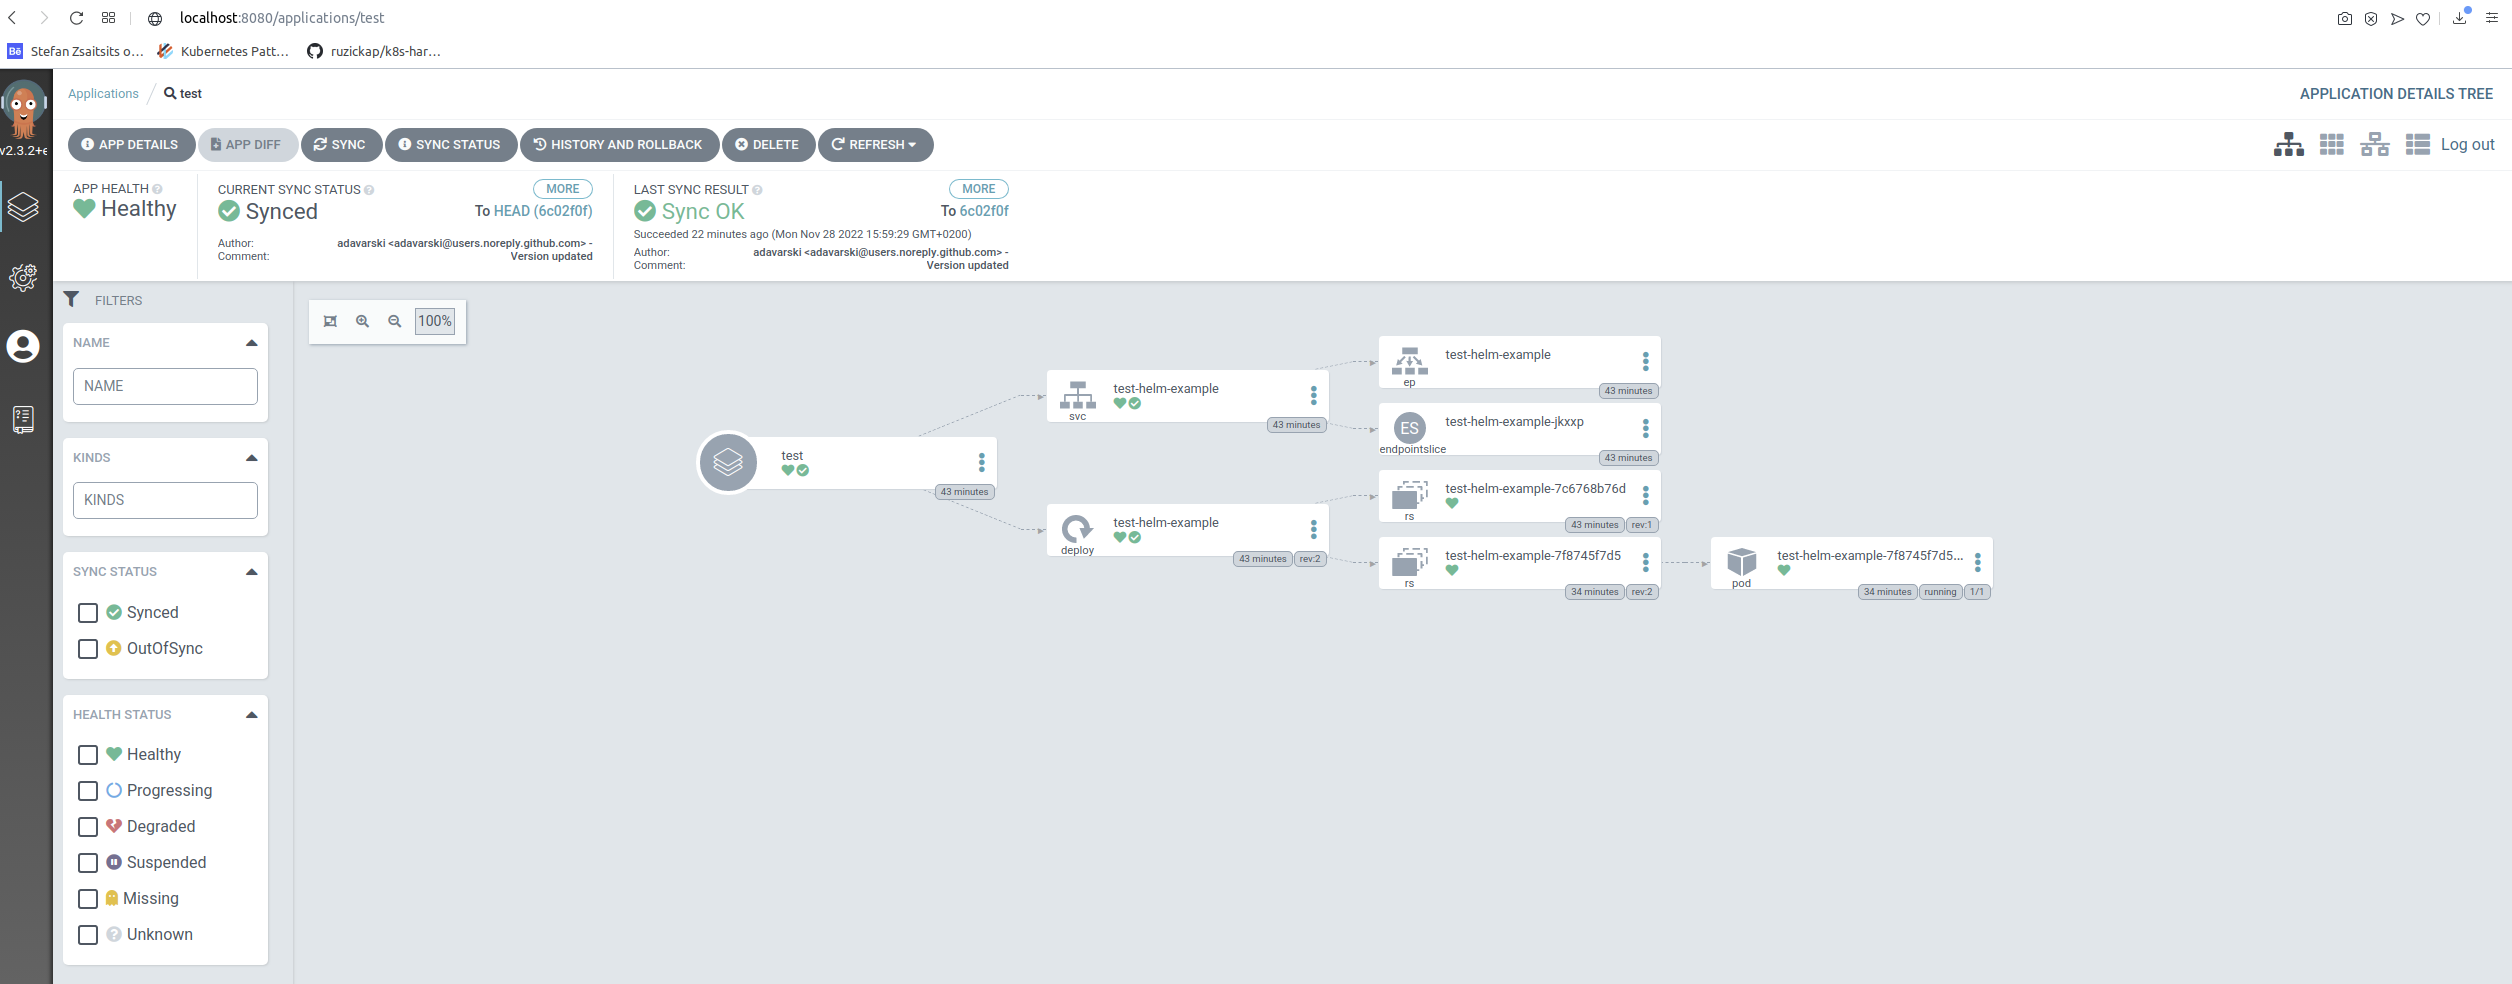 localhost:8080/applications/test
Stefan Zsaitsits o... Kubernetes Patt... ruzickap/k8s-har...
Applications / test APPLICATION DETAILS TREE
v2.3.2+e
APP DETAILS APP DIFF SYNC SYNC STATUS HISTORY AND ROLLBACK DELETE REFRESH Log out
APP HEALTH
Healthy
CURRENT SYNC STATUS MORE
Synced To HEAD (6c02f0f)
Author: adavarski <adavarski@users.noreply.github.com> -
Comment: Version updated
LAST SYNC RESULT MORE
Sync OK To 6c02f0f
Succeeded 22 minutes ago (Mon Nov 28 2022 15:59:29 GMT+0200)
Author: adavarski <adavarski@users.noreply.github.com> -
Comment: Version updated
FILTERS
NAME
NAME
KINDS
KINDS
SYNC STATUS
Synced
OutOfSync
HEALTH STATUS
Healthy
Progressing
Degraded
Suspended
Missing
Unknown
100%
test
43 minutes
test-helm-example
svc
43 minutes
test-helm-example
deploy
43 minutes rev:2
test-helm-example
ep
43 minutes
ES test-helm-example-jkxxp
endpointslice
43 minutes
test-helm-example-7c6768b76d
rs
43 minutes rev:1
test-helm-example-7f8745f7d5
rs
34 minutes rev:2
test-helm-example-7f8745f7d5...
pod
34 minutes running 1/1